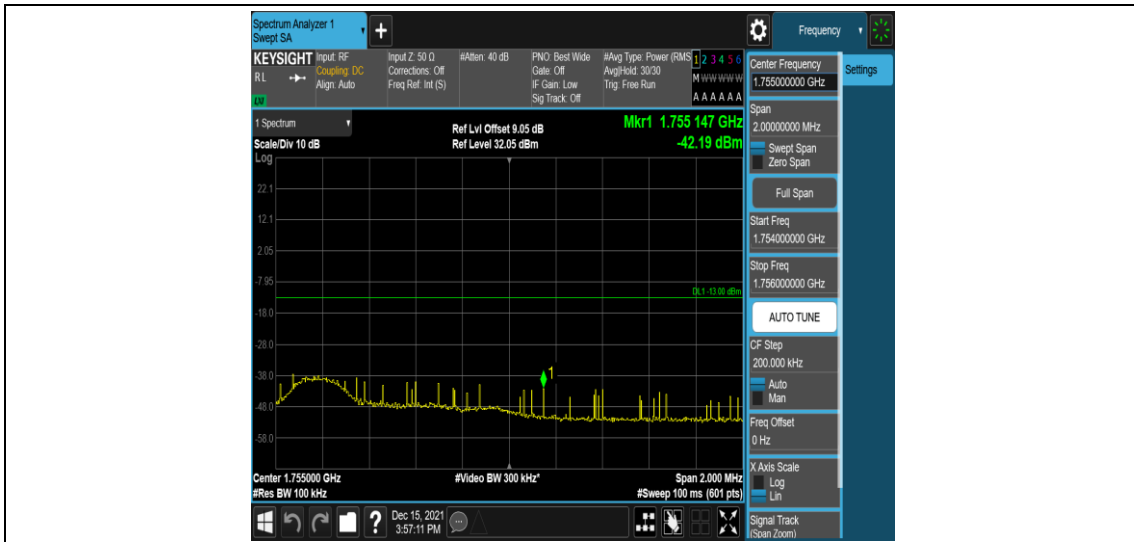 Spectrum Analyzer 1
Swept SA
+
Frequency
KEYSIGHT
RL
LXI
Input: RF
Coupling: DC
Align: Auto
Input Z: 50 Ω
Corrections: Off
Freq Ref: Int (S)
#Atten: 40 dB
PNO: Best Wide
Gate: Off
IF Gain: Low
Sig Track: Off
#Avg Type: Power (RMS
Avg|Hold: 30/30
Trig: Free Run
1 2 3 4 5 6
M W W W W W
A A A A A A
1 Spectrum
Scale/Div 10 dB
Log
Ref Lvl Offset 9.05 dB
Ref Level 32.05 dBm
Mkr1 1.755 147 GHz
-42.19 dBm
22.1
12.1
2.05
-7.95
DL1 -13.00 dBm
-18.0
-28.0
-38.0
1
-48.0
-58.0
Center 1.755000 GHz
#Res BW 100 kHz
#Video BW 300 kHz*
Span 2.000 MHz
#Sweep 100 ms (601 pts)
Dec 15, 2021
3:57:11 PM
?
Center Frequency
1.755000000 GHz
Settings
Span
2.00000000 MHz
Swept Span
Zero Span
Full Span
Start Freq
1.754000000 GHz
Stop Freq
1.756000000 GHz
AUTO TUNE
CF Step
200.000 kHz
Auto
Man
Freq Offset
0 Hz
X Axis Scale
Log
Lin
Signal Track
(Span Zoom)